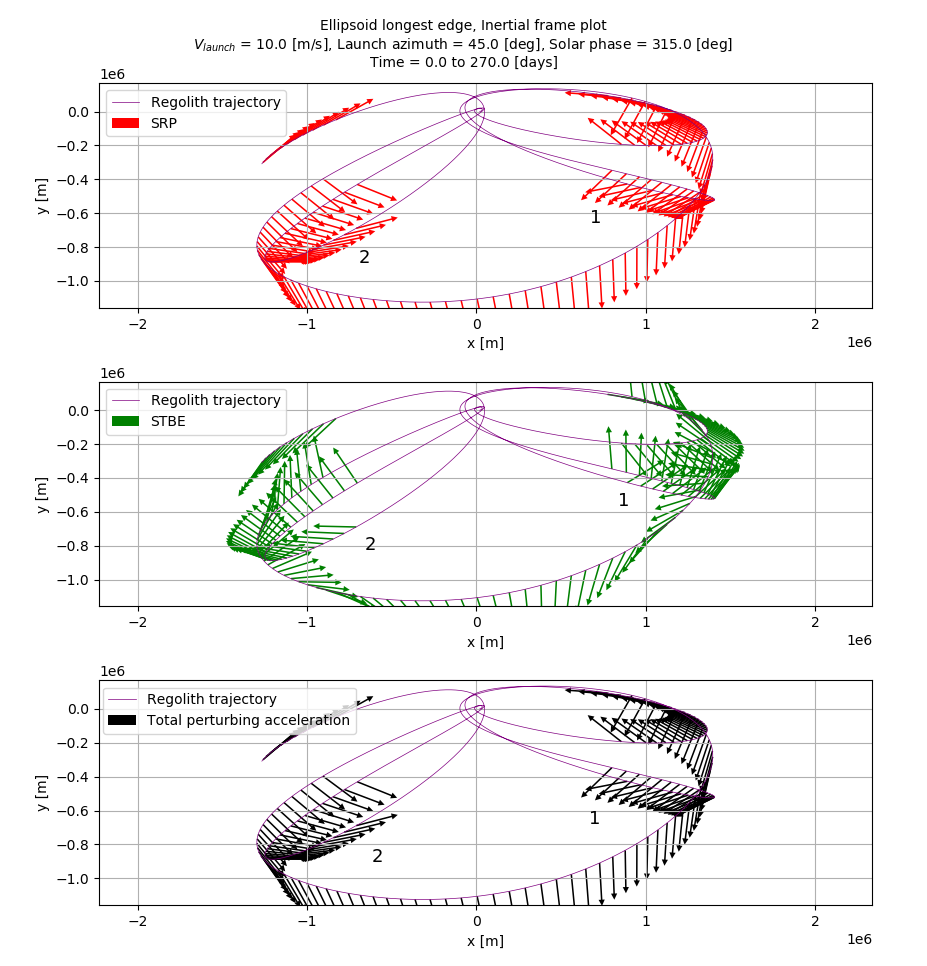 Ellipsoid longest edge, Inertial frame plot
V_launch = 10.0 [m/s], Launch azimuth = 45.0 [deg], Solar phase = 315.0 [deg]
Time = 0.0 to 270.0 [days]
1e6
Regolith trajectory
SRP
0.0
−0.2
−0.4
−0.6
−0.8
−1.0
y [m]
1
2
−2 −1 0 1 2
x [m]
1e6
1e6
Regolith trajectory
STBE
0.0
−0.2
−0.4
−0.6
−0.8
−1.0
y [m]
1
2
−2 −1 0 1 2
x [m]
1e6
1e6
Regolith trajectory
Total perturbing acceleration
0.0
−0.2
−0.4
−0.6
−0.8
−1.0
y [m]
1
2
−2 −1 0 1 2
x [m]
1e6